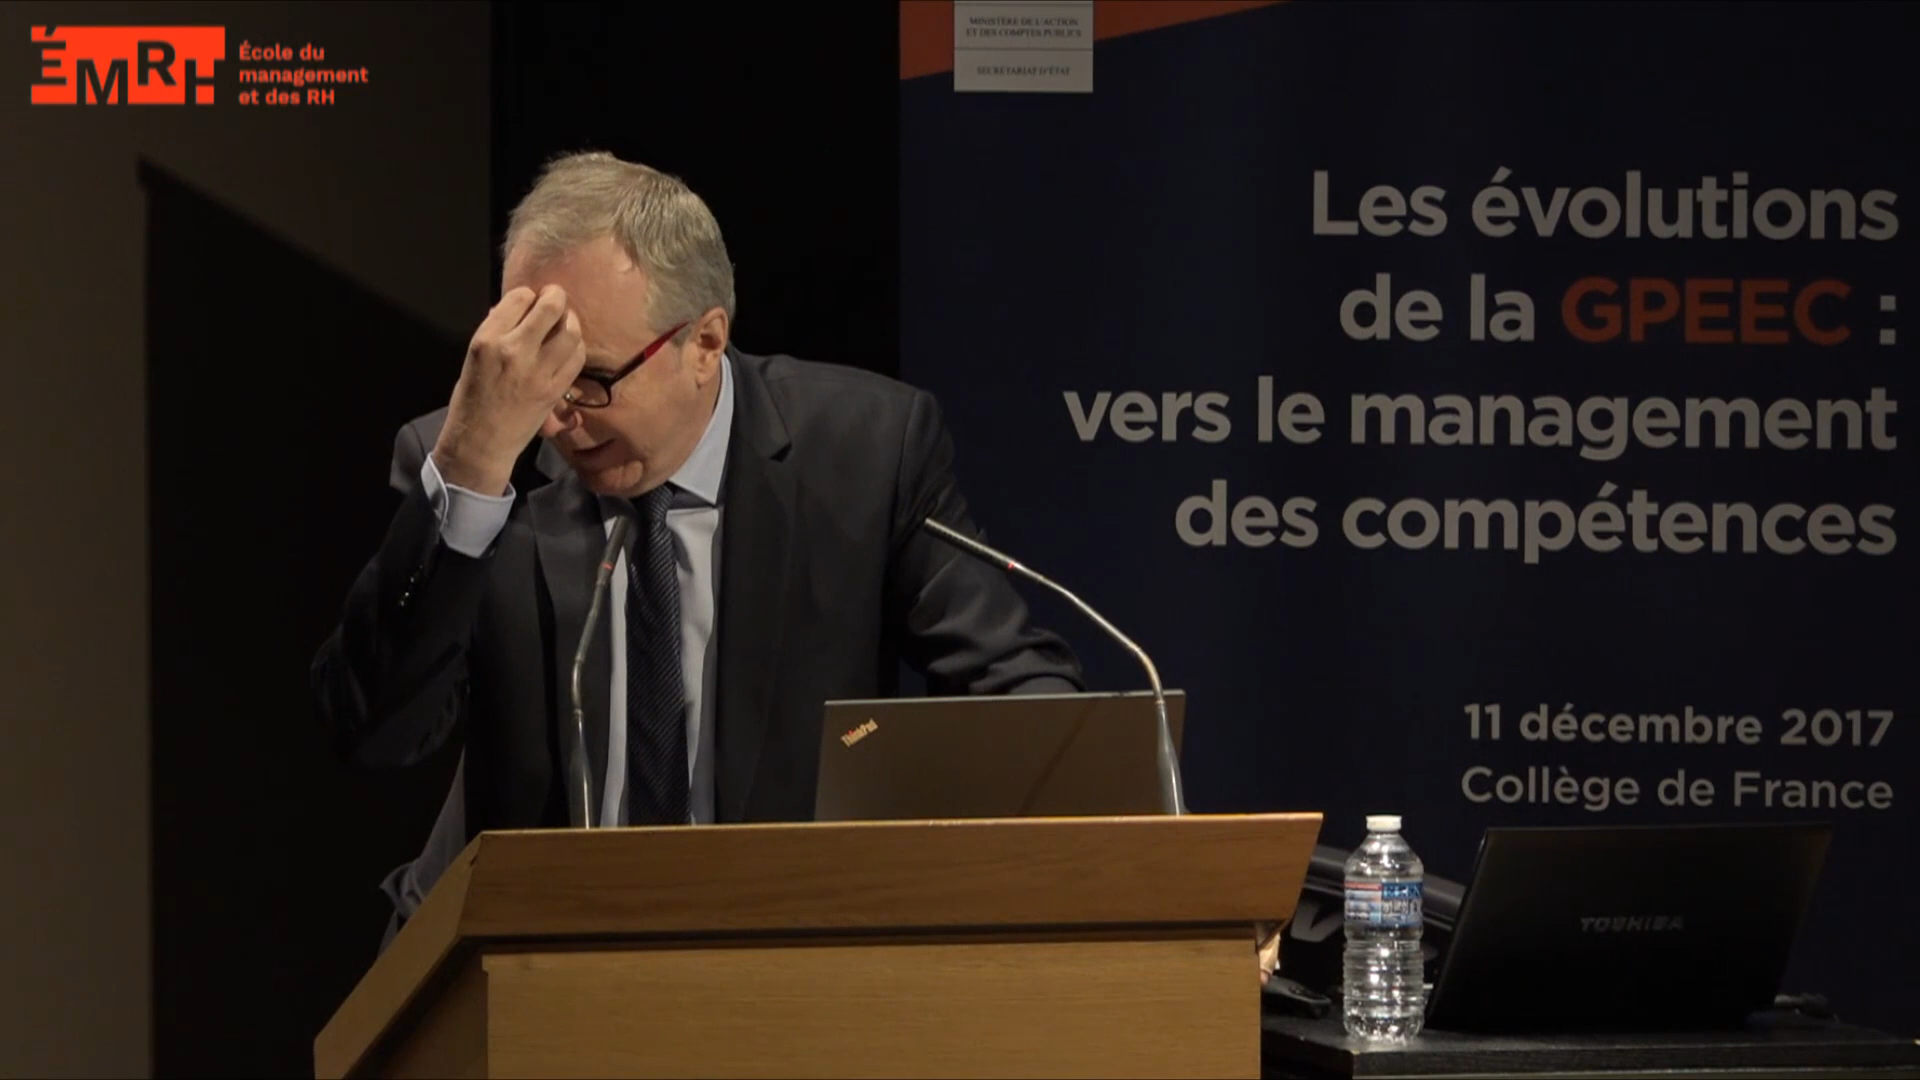 ÉMRH
École du
management
et des RH
MINISTÈRE DE L'ACTION
ET DES COMPTES PUBLICS
SECRÉTARIAT D'ÉTAT
Les évolutions
de la GPEEC :
vers le management
des compétences
11 décembre 2017
Collège de France
ThinkPad
TOSHIBA